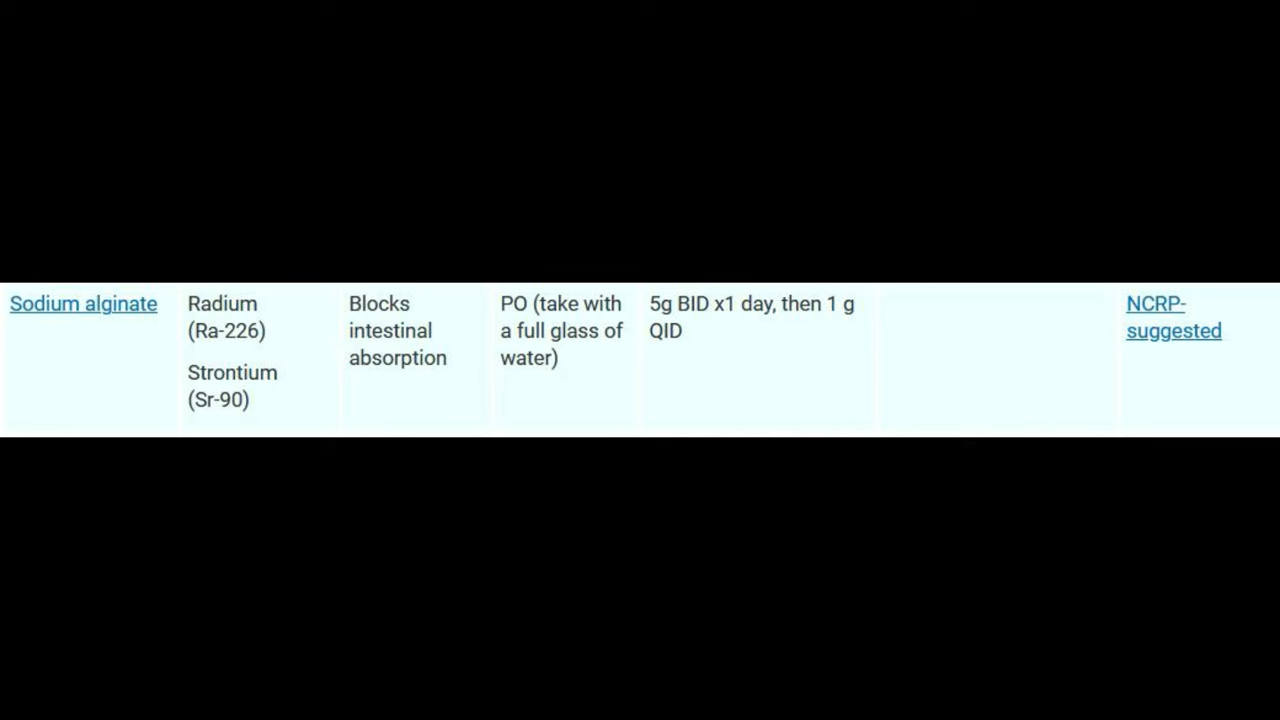 Sodium alginate
Radium
(Ra-226)
Strontium
(Sr-90)
Blocks
intestinal
absorption
PO (take with
a full glass of
water)
5g BID x1 day, then 1 g
QID
NCRP-
suggested